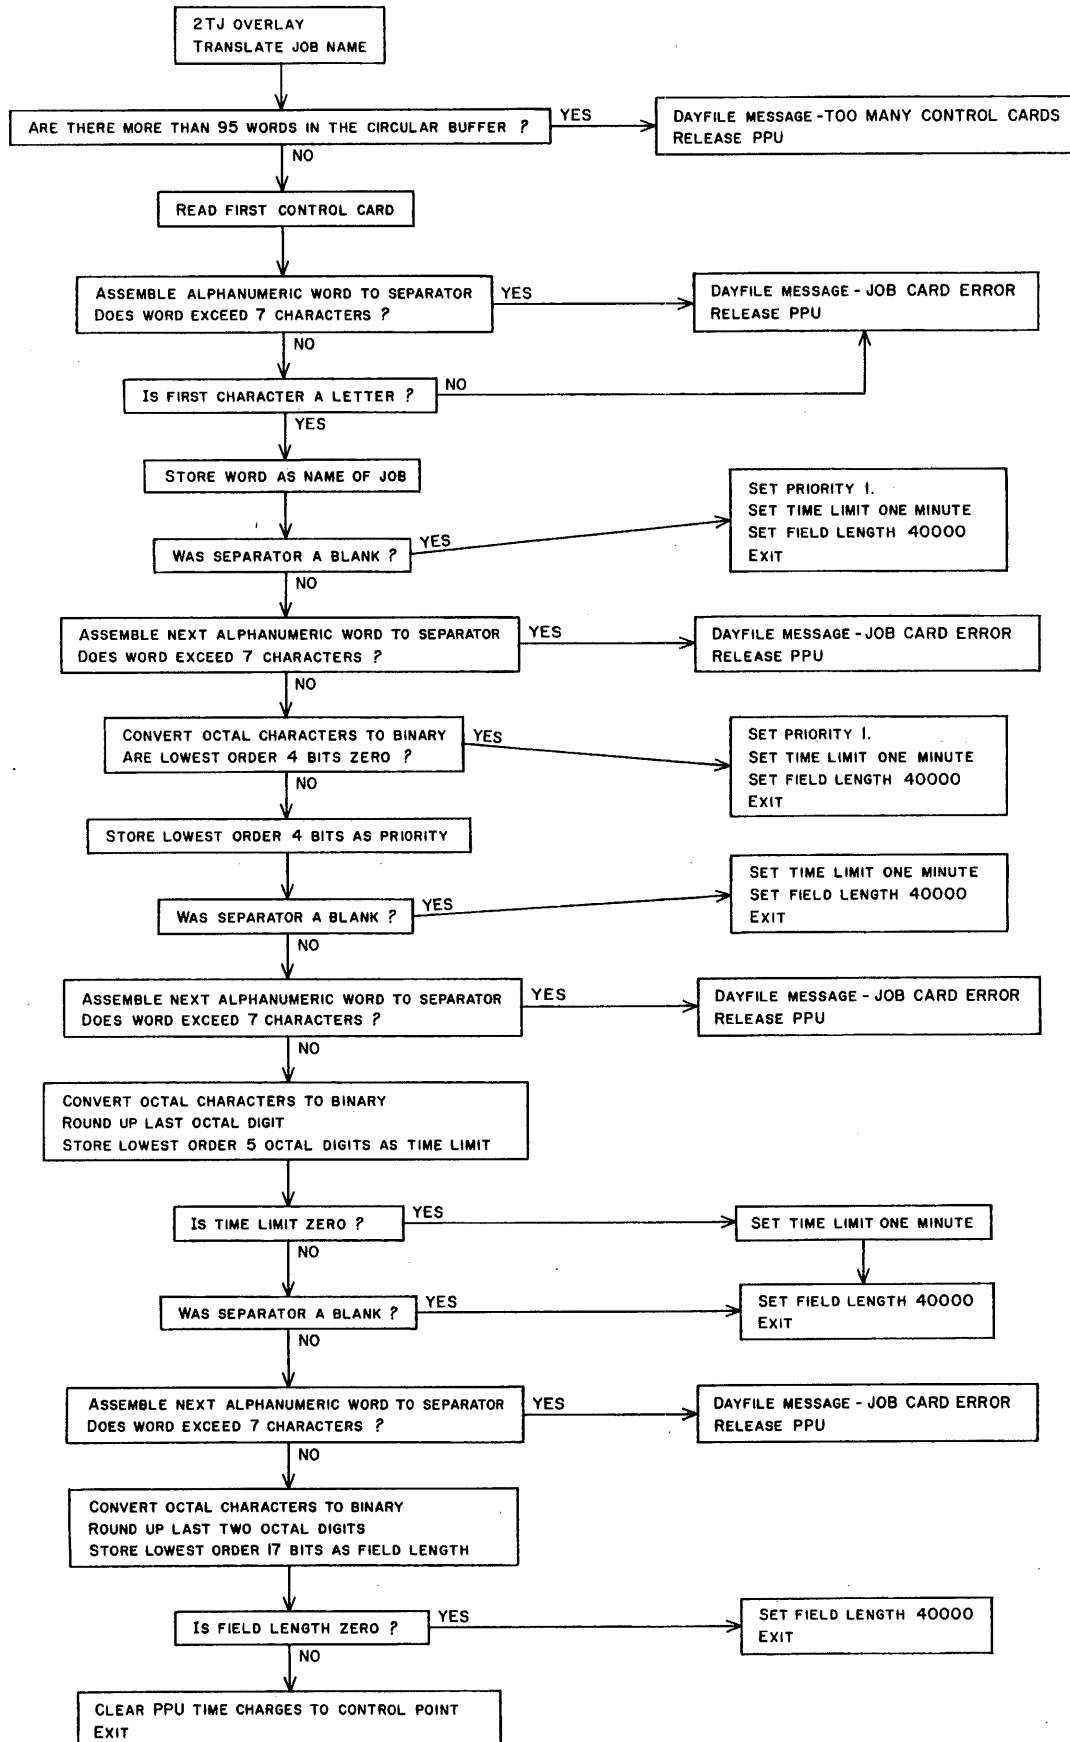 2TJ OVERLAY
TRANSLATE JOB NAME
ARE THERE MORE THAN 95 WORDS IN THE CIRCULAR BUFFER ?
YES
DAYFILE MESSAGE - TOO MANY CONTROL CARDS
RELEASE PPU
NO
READ FIRST CONTROL CARD
ASSEMBLE ALPHANUMERIC WORD TO SEPARATOR
DOES WORD EXCEED 7 CHARACTERS ?
YES
DAYFILE MESSAGE - JOB CARD ERROR
RELEASE PPU
NO
IS FIRST CHARACTER A LETTER ?
NO
YES
STORE WORD AS NAME OF JOB
WAS SEPARATOR A BLANK ?
YES
SET PRIORITY 1.
SET TIME LIMIT ONE MINUTE
SET FIELD LENGTH 40000
EXIT
NO
ASSEMBLE NEXT ALPHANUMERIC WORD TO SEPARATOR
DOES WORD EXCEED 7 CHARACTERS ?
YES
DAYFILE MESSAGE - JOB CARD ERROR
RELEASE PPU
NO
CONVERT OCTAL CHARACTERS TO BINARY
ARE LOWEST ORDER 4 BITS ZERO ?
YES
SET PRIORITY 1.
SET TIME LIMIT ONE MINUTE
SET FIELD LENGTH 40000
EXIT
NO
STORE LOWEST ORDER 4 BITS AS PRIORITY
WAS SEPARATOR A BLANK ?
YES
SET TIME LIMIT ONE MINUTE
SET FIELD LENGTH 40000
EXIT
NO
ASSEMBLE NEXT ALPHANUMERIC WORD TO SEPARATOR
DOES WORD EXCEED 7 CHARACTERS ?
YES
DAYFILE MESSAGE - JOB CARD ERROR
RELEASE PPU
NO
CONVERT OCTAL CHARACTERS TO BINARY
ROUND UP LAST OCTAL DIGIT
STORE LOWEST ORDER 5 OCTAL DIGITS AS TIME LIMIT
IS TIME LIMIT ZERO ?
YES
SET TIME LIMIT ONE MINUTE
NO
WAS SEPARATOR A BLANK ?
YES
SET FIELD LENGTH 40000
EXIT
NO
ASSEMBLE NEXT ALPHANUMERIC WORD TO SEPARATOR
DOES WORD EXCEED 7 CHARACTERS ?
YES
DAYFILE MESSAGE - JOB CARD ERROR
RELEASE PPU
NO
CONVERT OCTAL CHARACTERS TO BINARY
ROUND UP LAST TWO OCTAL DIGITS
STORE LOWEST ORDER 17 BITS AS FIELD LENGTH
IS FIELD LENGTH ZERO ?
YES
SET FIELD LENGTH 40000
EXIT
NO
CLEAR PPU TIME CHARGES TO CONTROL POINT
EXIT